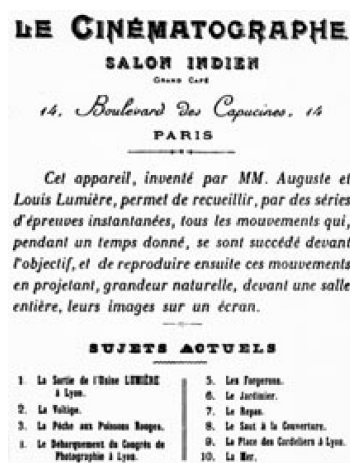 LE CINÉMATOGRAPHE
SALON INDIEN
GRAND CAFÉ
14, Boulevard des Capucines, 14
PARIS
Cet appareil, inventé par MM. Auguste et
Louis Lumière, permet de recueillir, par des séries
d'épreuves instantanées, tous les mouvements qui,
pendant un temps donné, se sont succédé devant
l'objectif, et de reproduire ensuite ces mouvements
en projetant, grandeur naturelle, devant une salle
entière, leurs images sur un écran.
SUJETS ACTUELS
1. La Sortie de l'Usine LUMIÈRE
à Lyon.
2. La Voltige.
3. La Pêche aux Poissons Rouges.
4. Le Débarquement du Congrès de
Photographie à Lyon.
5. Les Forgerons.
6. Le Jardinier.
7. Le Repas.
8. Le Saut à la Couverture.
9. La Place des Cordeliers à Lyon.
10. La Mer.